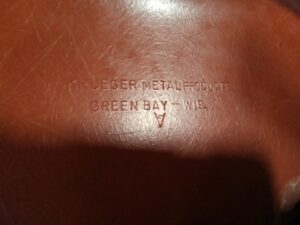 KRUEGER METAL PRODUCTS
GREEN BAY - WIS.
A